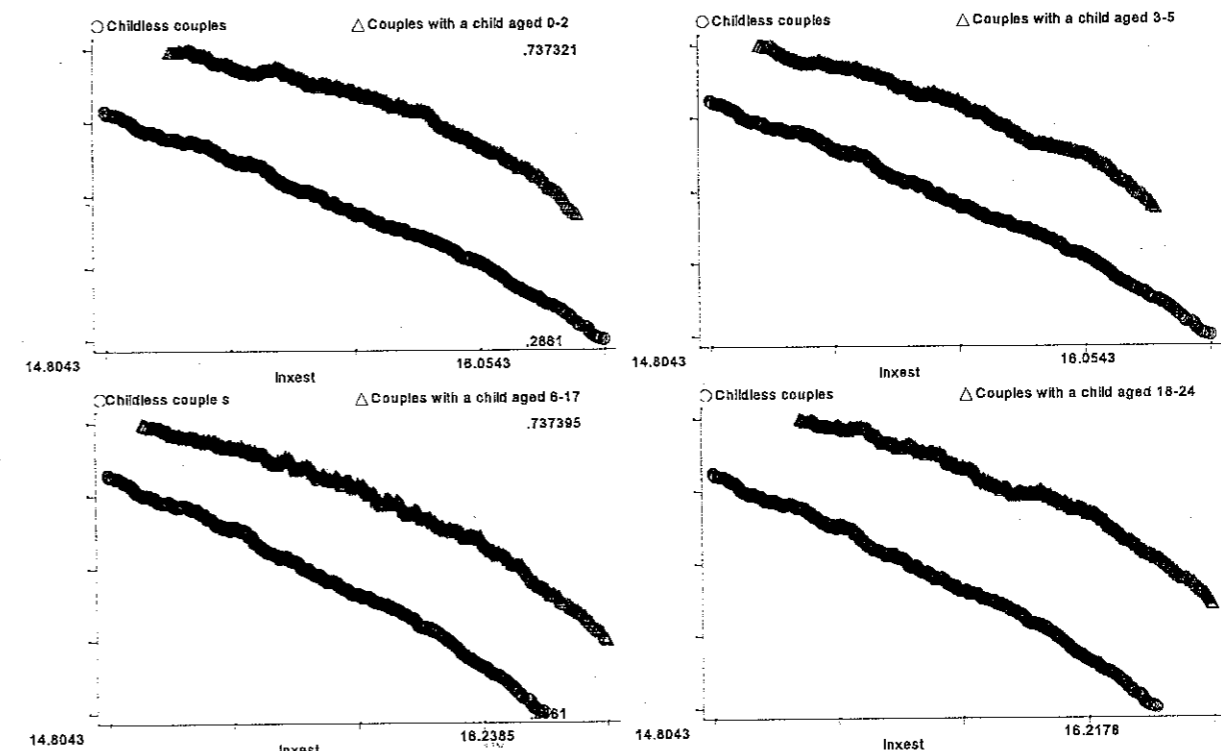 Childless couples
Couples with a child aged 0-2
.737321
.2881
14.8043
16.0543
lnxest
Childless couples
Couples with a child aged 3-5
14.8043
16.0543
lnxest
Childless couple s
Couples with a child aged 6-17
.737395
14.8043
16.2385
lnxest
Childless couples
Couples with a child aged 18-24
14.8043
16.2178
lnxest